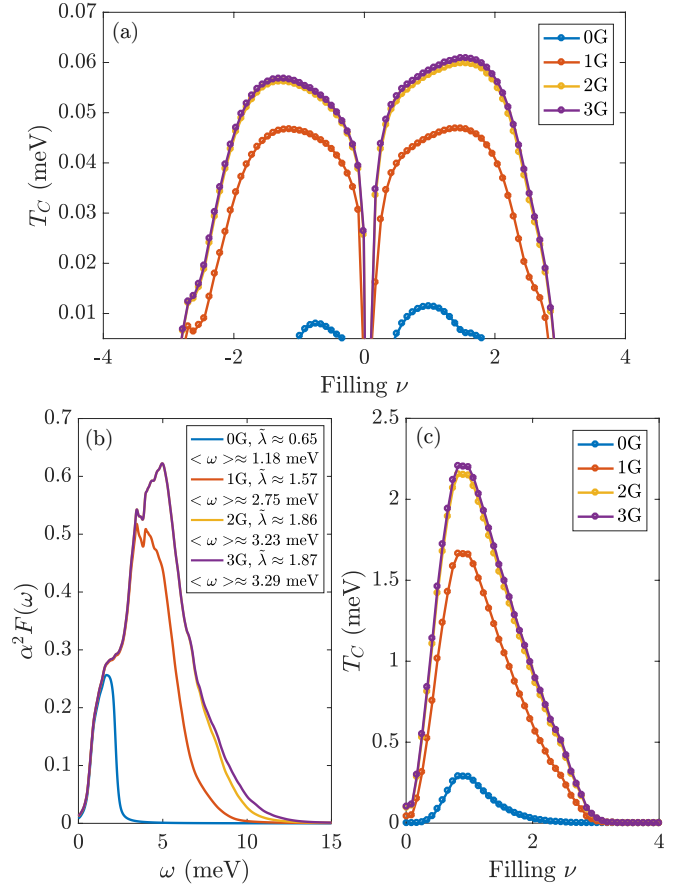 (a)
0.07
0.06
0.05
0.04
0.03
0.02
0.01
T_C (meV)
-4
-2
0
2
4
Filling ν
0G
1G
2G
3G
(b)
0.7
0.6
0.5
0.4
0.3
0.2
0.1
0
α²F(ω)
0
5
10
15
ω (meV)
0G, λ̃ ≈ 0.65
< ω >≈ 1.18 meV
1G, λ̃ ≈ 1.57
< ω >≈ 2.75 meV
2G, λ̃ ≈ 1.86
< ω >≈ 3.23 meV
3G, λ̃ ≈ 1.87
< ω >≈ 3.29 meV
(c)
2.5
2
1.5
1
0.5
0
T_C (meV)
0
2
4
Filling ν
0G
1G
2G
3G